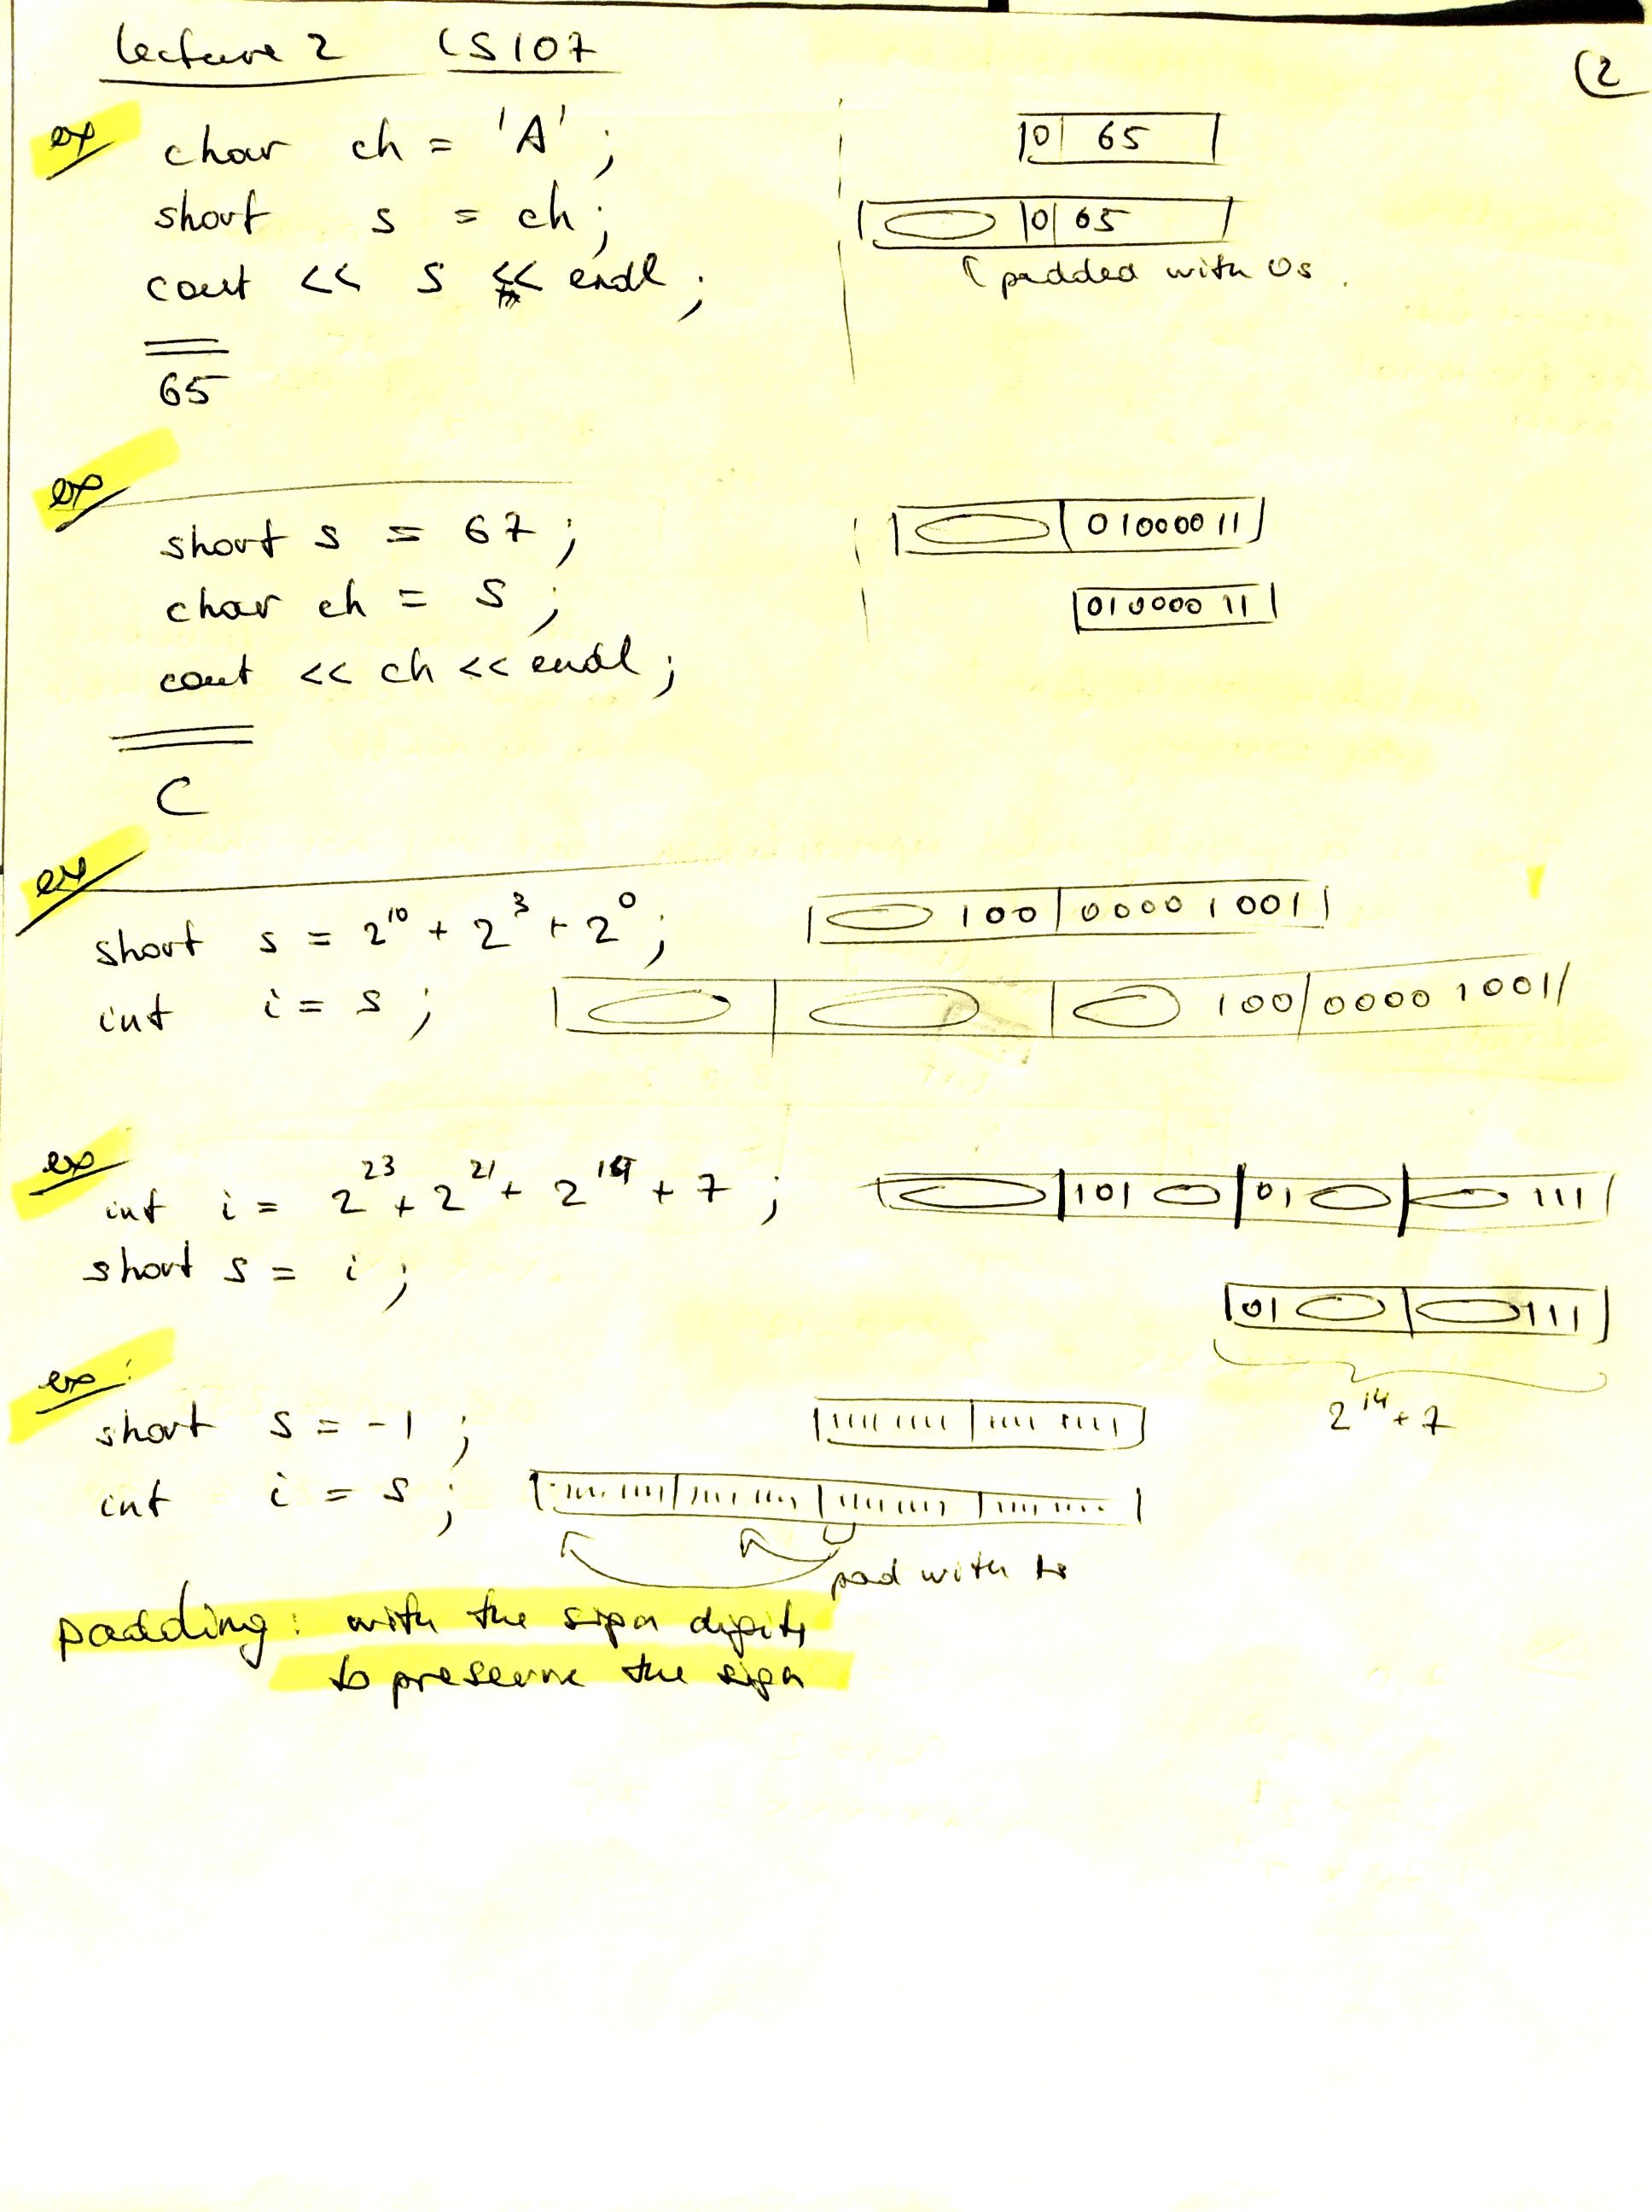 Lecture 2 CS107
(2
ex char ch = 'A' ; |0| 65 |
short s = ch ; | |0| 65 |
cout << s << endl ; padded with 0s.
65
ex
short s = 67 ; | | 01000011 |
char ch = s ; | 01000011 |
cout << ch << endl ;
C
ex
short s = 2^10 + 2^3 + 2^0 ; | 100 | 0000 1001 |
int i = s ; | | | 100 | 0000 1001 |
ex
int i = 2^23 + 2^21 + 2^14 + 7 ; | | 101 | 01 | 111 |
short s = i ; | 01 | 111 |
2^14 + 7
ex:
short s = -1 ; | 1111 1111 | 1111 1111 |
int i = s ; | 1111 1111 | 1111 1111 | 1111 1111 | 1111 1111 |
pad with 1s
padding : with the sign digits
to preserve the sign